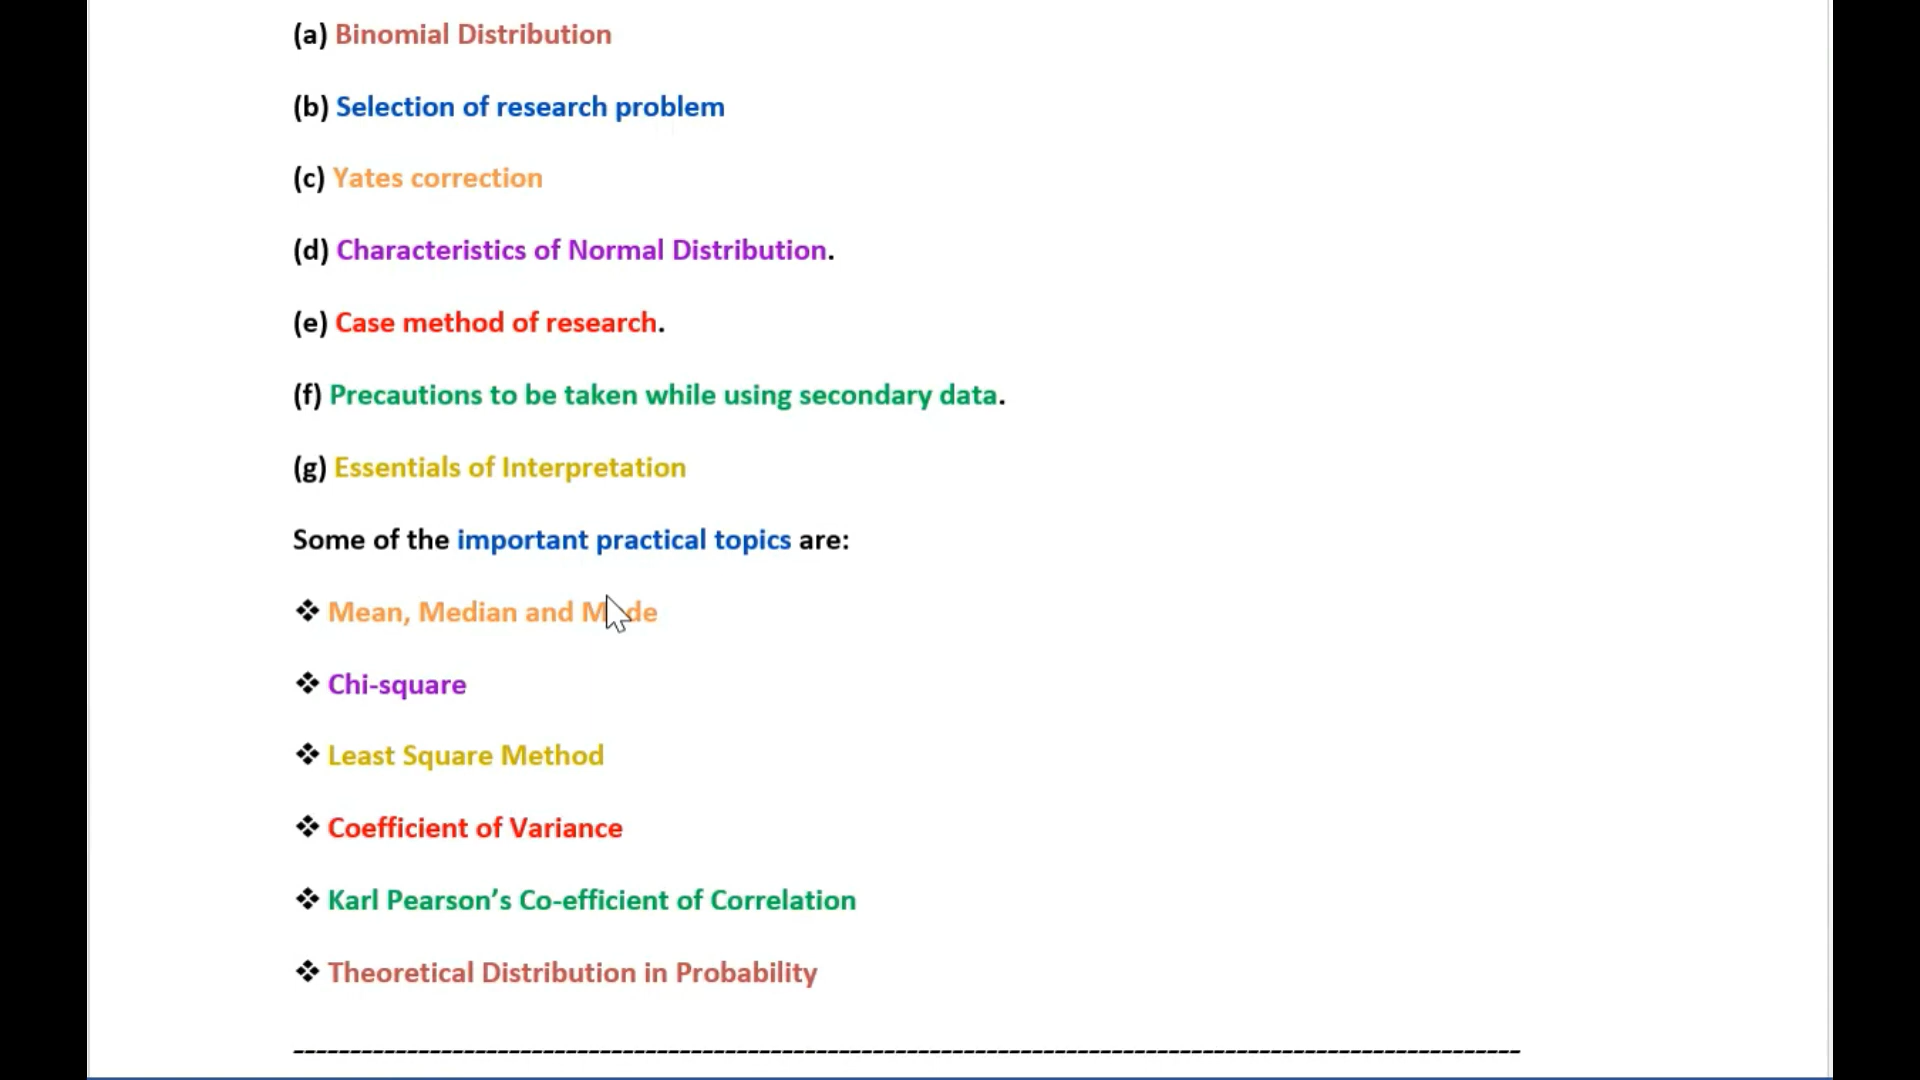 (a) Binomial Distribution
(b) Selection of research problem
(c) Yates correction
(d) Characteristics of Normal Distribution.
(e) Case method of research.
(f) Precautions to be taken while using secondary data.
(g) Essentials of Interpretation
Some of the important practical topics are:
❖ Mean, Median and Mode
❖ Chi-square
❖ Least Square Method
❖ Coefficient of Variance
❖ Karl Pearson’s Co-efficient of Correlation
❖ Theoretical Distribution in Probability